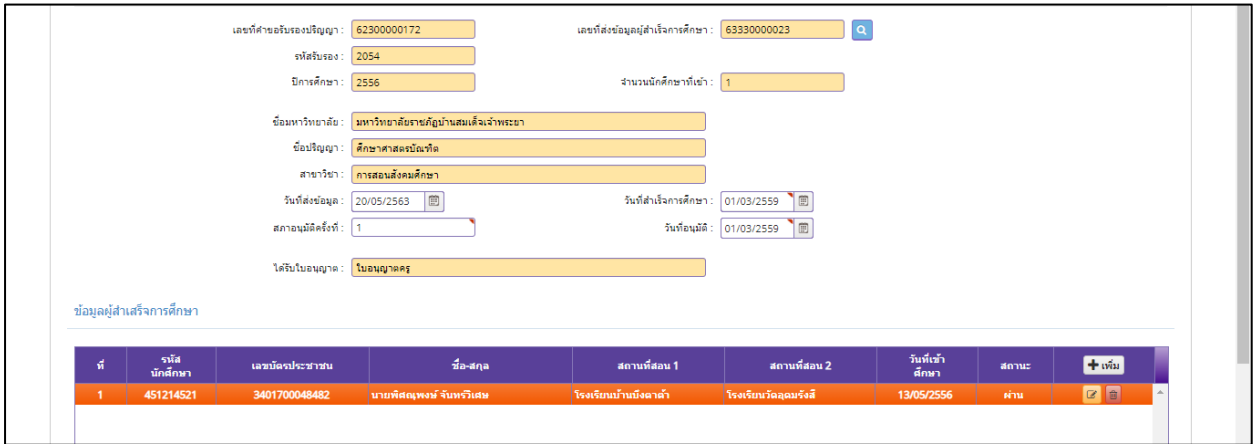 เลขที่คำขอรับรองปริญญา : 62300000172 เลขที่ส่งข้อมูลผู้สำเร็จการศึกษา : 63330000023
รหัสรับรอง : 2054
ปีการศึกษา : 2556 จำนวนนักศึกษาที่เข้า : 1
ชื่อมหาวิทยาลัย : มหาวิทยาลัยราชภัฏบ้านสมเด็จเจ้าพระยา
ชื่อปริญญา : ศึกษาศาสตรบัณฑิต
สาขาวิชา : การสอนสังคมศึกษา
วันที่ส่งข้อมูล : 20/05/2563 วันที่สำเร็จการศึกษา : 01/03/2559
สภาอนุมัติครั้งที่ : 1 วันที่อนุมัติ : 01/03/2559
ได้รับใบอนุญาต : ใบอนุญาตครู
ข้อมูลผู้สำเสร็จการศึกษา
ที่ รหัสนักศึกษา เลขบัตรประชาชน ชื่อ-สกุล สถานที่สอน 1 สถานที่สอน 2 วันที่เข้าศึกษา สถานะ เพิ่ม
1 451214521 3401700048482 นายพิศณุพงษ์ จันทรวิเศษ โรงเรียนบ้านบึงตาต้า โรงเรียนวัดอุดมรังสี 13/05/2556 ผ่าน